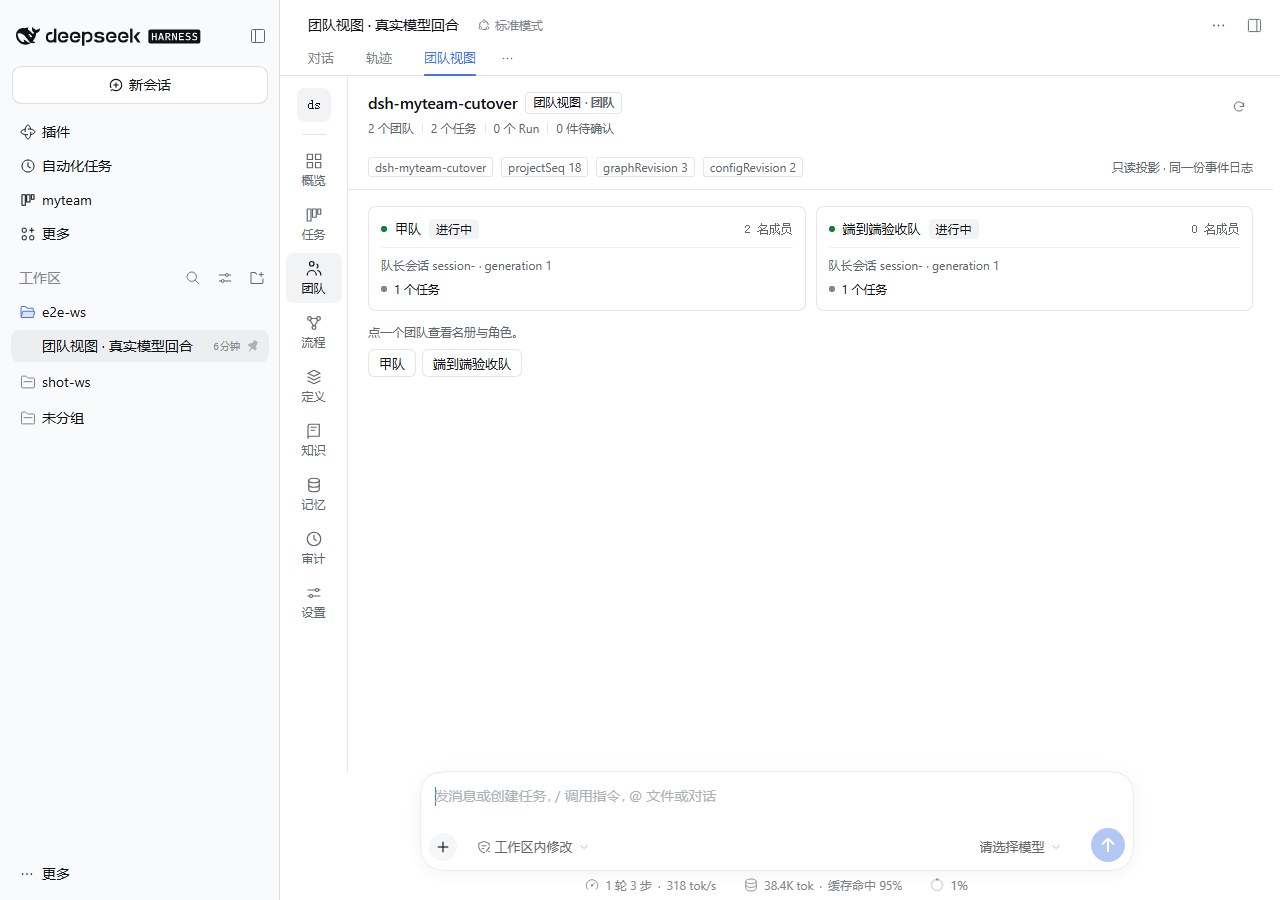 deepseek HARNESS
新会话
插件
自动化任务
myteam
更多
工作区
e2e-ws
团队视图 · 真实模型回合 6分钟
shot-ws
未分组
更多
团队视图 · 真实模型回合 标准模式
对话 轨迹 团队视图
ds
概览
任务
团队
流程
定义
知识
记忆
审计
设置
dsh-myteam-cutover 团队视图 · 团队
2 个团队 2 个任务 0 个 Run 0 件待确认
dsh-myteam-cutover projectSeq 18 graphRevision 3 configRevision 2 只读投影 · 同一份事件日志
甲队 进行中 2 名成员
队长会话 session- · generation 1
1 个任务
端到端验收队 进行中 0 名成员
队长会话 session- · generation 1
1 个任务
点一个团队查看名册与角色。
甲队 端到端验收队
发消息或创建任务, / 调用指令, @ 文件或对话
工作区内修改 请选择模型
1 轮 3 步 · 318 tok/s 38.4K tok · 缓存命中 95% 1%